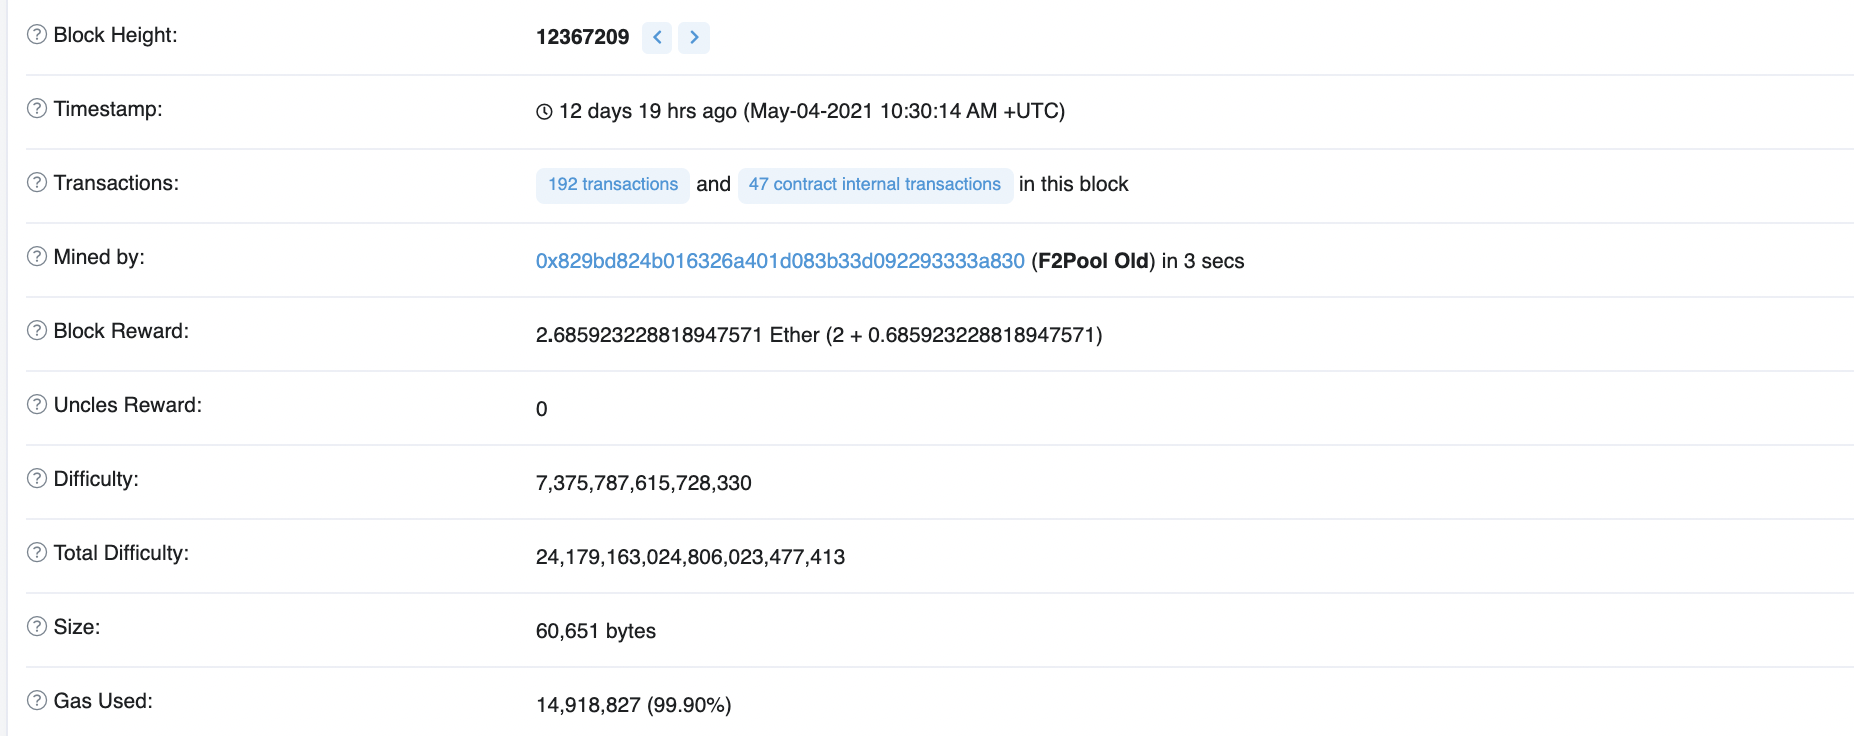 Block Height: 12367209
Timestamp: 12 days 19 hrs ago (May-04-2021 10:30:14 AM +UTC)
Transactions: 192 transactions and 47 contract internal transactions in this block
Mined by: 0x829bd824b016326a401d083b33d092293333a830 (F2Pool Old) in 3 secs
Block Reward: 2.685923228818947571 Ether (2 + 0.685923228818947571)
Uncles Reward: 0
Difficulty: 7,375,787,615,728,330
Total Difficulty: 24,179,163,024,806,023,477,413
Size: 60,651 bytes
Gas Used: 14,918,827 (99.90%)